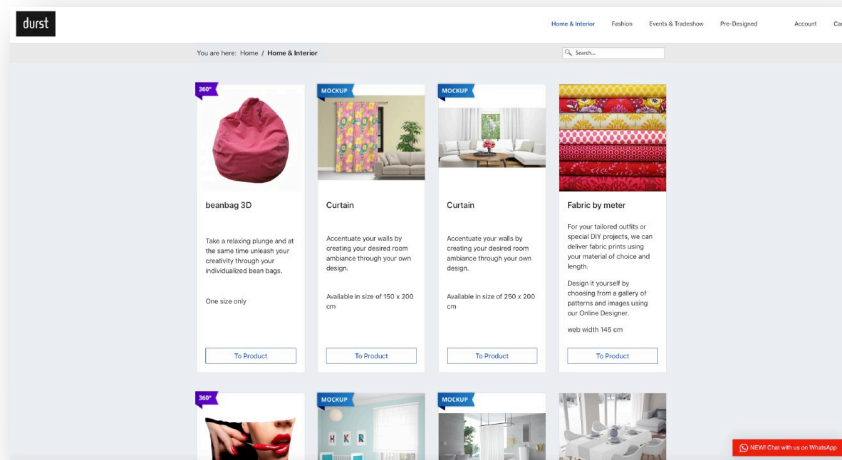 durst
Home & Interior Fashion Events & Tradeshow Pre-Designed Account
You are here: Home / Home & Interior
Search...
360°
MOCKUP
MOCKUP
beanbag 3D
Take a relaxing plunge and at
the same time unleash your
creativity through your
individualized bean bags.
One size only
To Product
Curtain
Accentuate your walls by
creating your desired room
ambiance through your own
design.
Available in size of 150 x 200
cm
To Product
Curtain
Accentuate your walls by
creating your desired room
ambiance through your own
design.
Available in size of 250 x 200
cm
To Product
Fabric by meter
For your tailored outfits or
special DIY projects, we can
deliver fabric prints using
your material of choice and
length.
Design it yourself by
choosing from a gallery of
patterns and images using
our Online Designer.
web width 145 cm
To Product
360°
MOCKUP
H K R
MOCKUP
NEW! Chat with us on WhatsApp